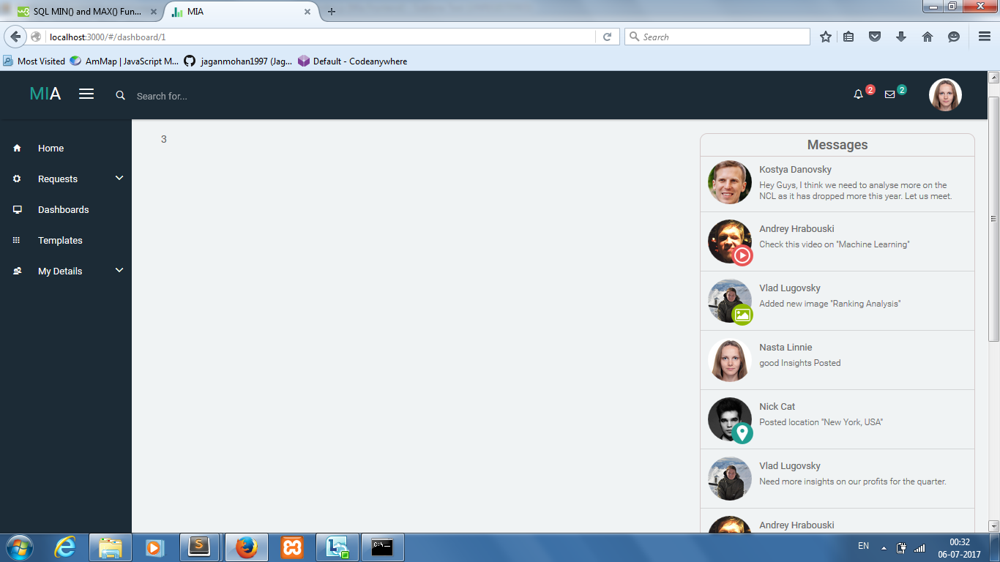 SQL MIN() and MAX() Fun...
MIA
localhost:3000/#/dashboard/1
Search
Most Visited
AmMap | JavaScript M...
jaganmohan1997 (Jag...
Default - Codeanywhere
MIA
Search for...
2
2
Home
Requests
Dashboards
Templates
My Details
3
Messages
Kostya Danovsky
Hey Guys, I think we need to analyse more on the
NCL as it has dropped more this year. Let us meet.
Andrey Hrabouski
Check this video on "Machine Learning"
Vlad Lugovsky
Added new image "Ranking Analysis"
Nasta Linnie
good Insights Posted
Nick Cat
Posted location "New York, USA"
Vlad Lugovsky
Need more insights on our profits for the quarter.
Andrey Hrabouski
EN
00:32
06-07-2017